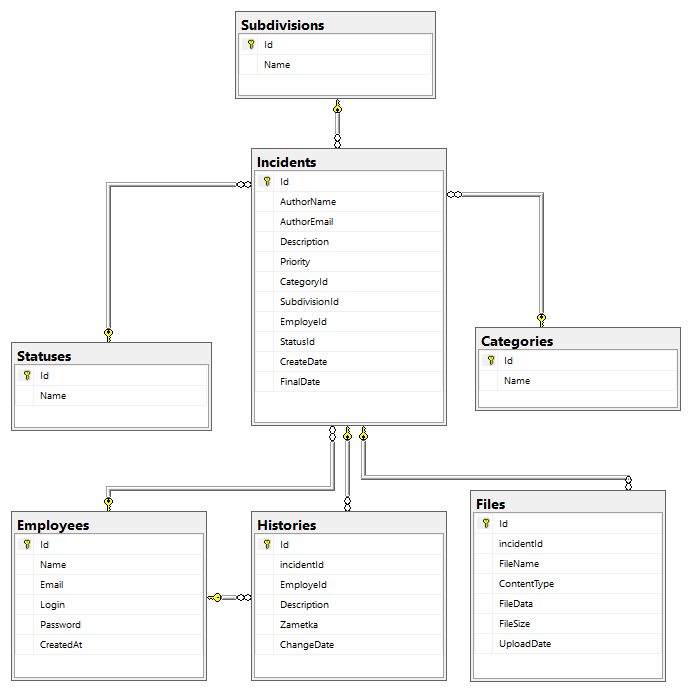 Subdivisions
Id
Name
Incidents
Id
AuthorName
AuthorEmail
Description
Priority
CategoryId
SubdivisionId
EmployeId
StatusId
CreateDate
FinalDate
Statuses
Id
Name
Categories
Id
Name
Employees
Id
Name
Email
Login
Password
CreatedAt
Histories
Id
incidentId
EmployeId
Description
Zametka
ChangeDate
Files
Id
incidentId
FileName
ContentType
FileData
FileSize
UploadDate